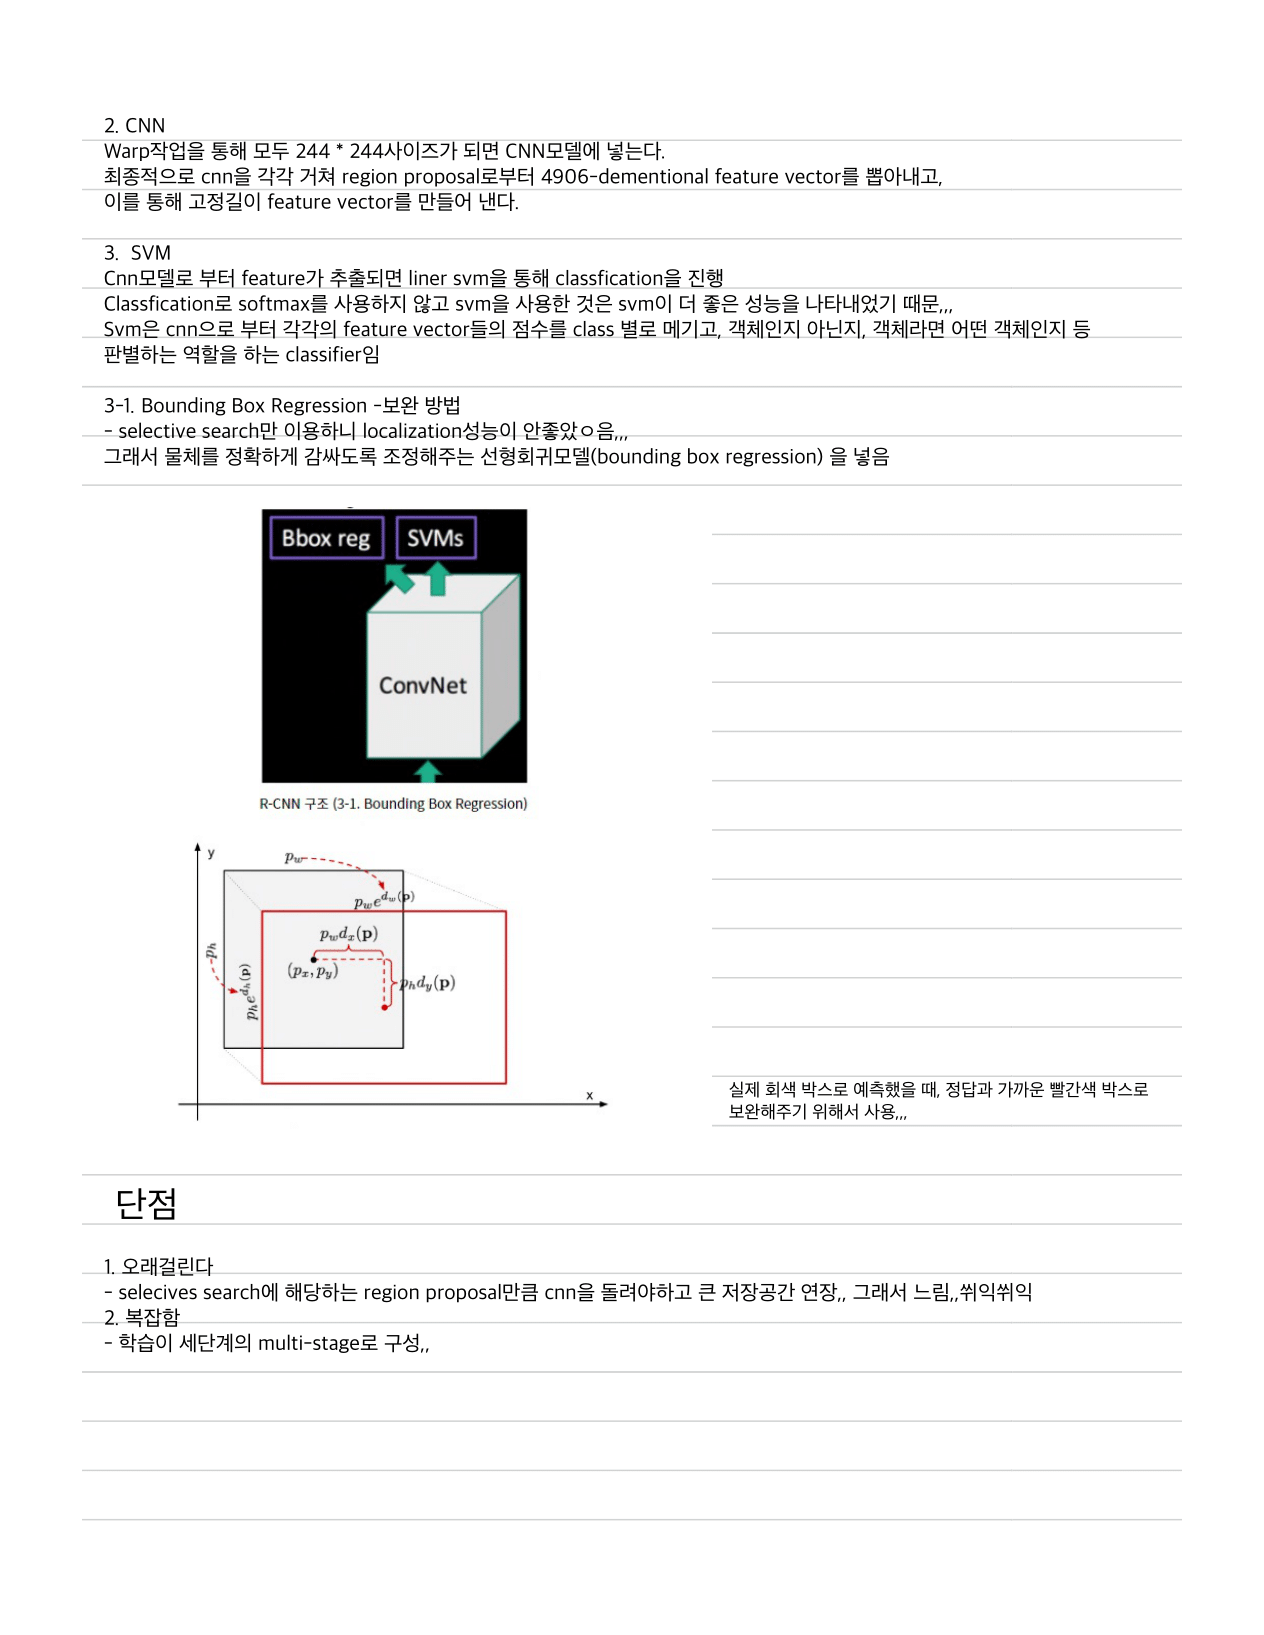 2. CNN
Warp작업을 통해 모두 244 * 244사이즈가 되면 CNN모델에 넣는다.
최종적으로 cnn을 각각 거쳐 region proposal로부터 4906-dementional feature vector를 뽑아내고,
이를 통해 고정길이 feature vector를 만들어 낸다.
3. SVM
Cnn모델로 부터 feature가 추출되면 liner svm을 통해 classfication을 진행
Classfication로 softmax를 사용하지 않고 svm을 사용한 것은 svm이 더 좋은 성능을 나타내었기 때문,,,
Svm은 cnn으로 부터 각각의 feature vector들의 점수를 class 별로 메기고, 객체인지 아닌지, 객체라면 어떤 객체인지 등
판별하는 역할을 하는 classifier임
3-1. Bounding Box Regression -보완 방법
- selective search만 이용하니 localization성능이 안좋았ㅇ음,,,
그래서 물체를 정확하게 감싸도록 조정해주는 선형회귀모델(bounding box regression) 을 넣음
Bbox reg SVMs
ConvNet
R-CNN 구조 (3-1. Bounding Box Regression)
y
p_w
p_w e^{d_w(p)}
p_w d_x(p)
p_h
(p_x, p_y)
p_h e^{d_h(p)}
p_h d_y(p)
x
실제 회색 박스로 예측했을 때, 정답과 가까운 빨간색 박스로
보완해주기 위해서 사용,,,
단점
1. 오래걸린다
- selecives search에 해당하는 region proposal만큼 cnn을 돌려야하고 큰 저장공간 연장,, 그래서 느림,,쒸익쒸익
2. 복잡함
- 학습이 세단계의 multi-stage로 구성,,